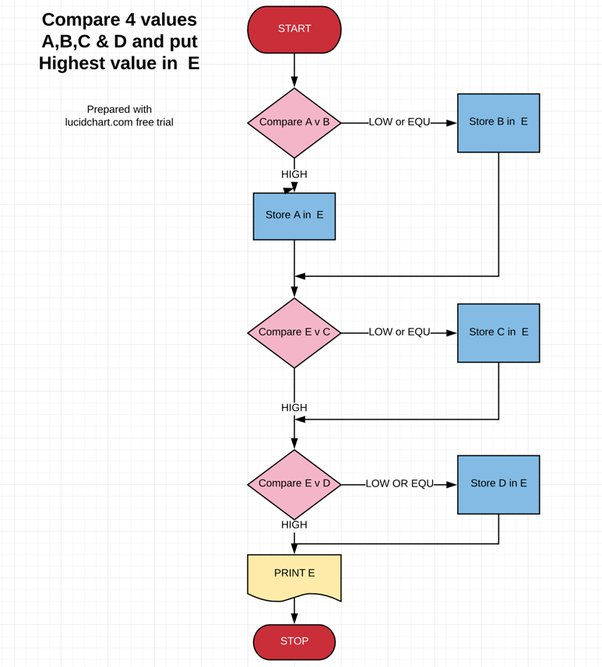 Compare 4 values
A,B,C & D and put
Highest value in E
Prepared with
lucidchart.com free trial
START
Compare A v B
LOW or EQU
Store B in E
HIGH
Store A in E
Compare E v C
LOW or EQU
Store C in E
HIGH
Compare E v D
LOW OR EQU
Store D in E
HIGH
PRINT E
STOP